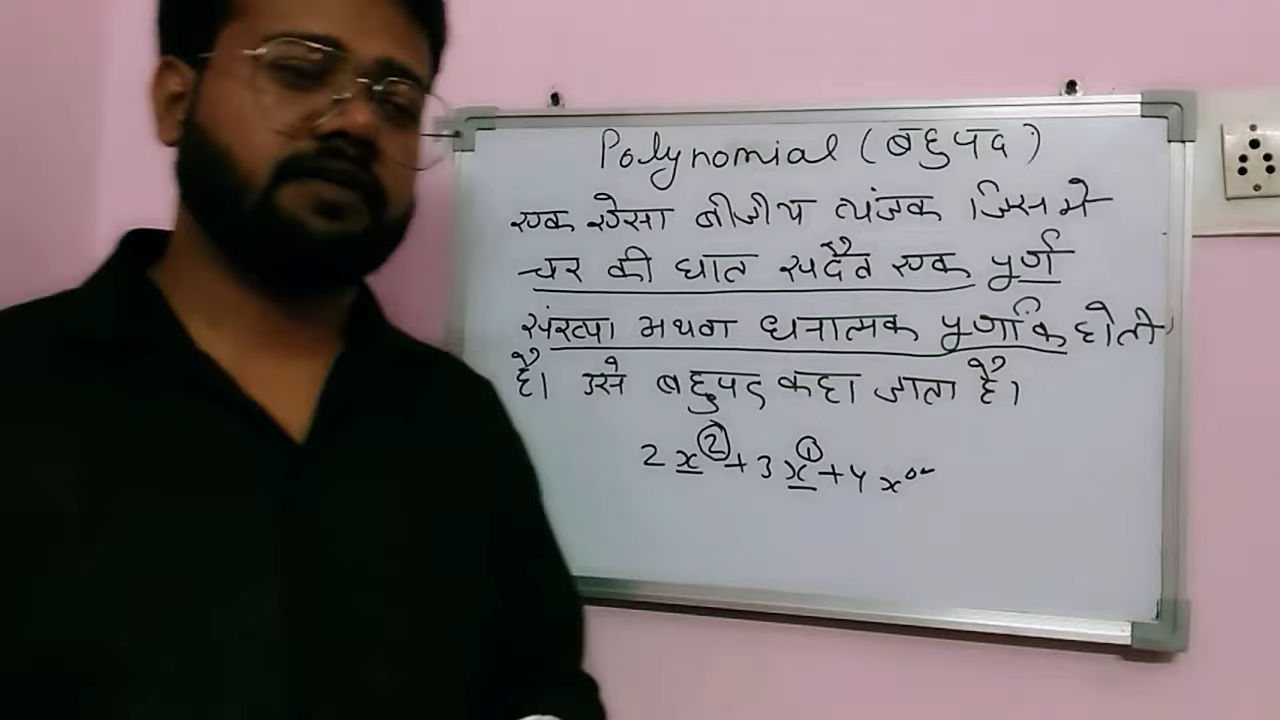 Polynomial (बहुपद)
एक ऐसा बीजीय व्यंजक जिसमे
चर की घात सदैव एक पूर्ण
संख्या अथवा धनात्मक पूर्णांक होती
है। उसे बहुपद कहा जाता है।
2x² + 3x¹ + 4x⁰